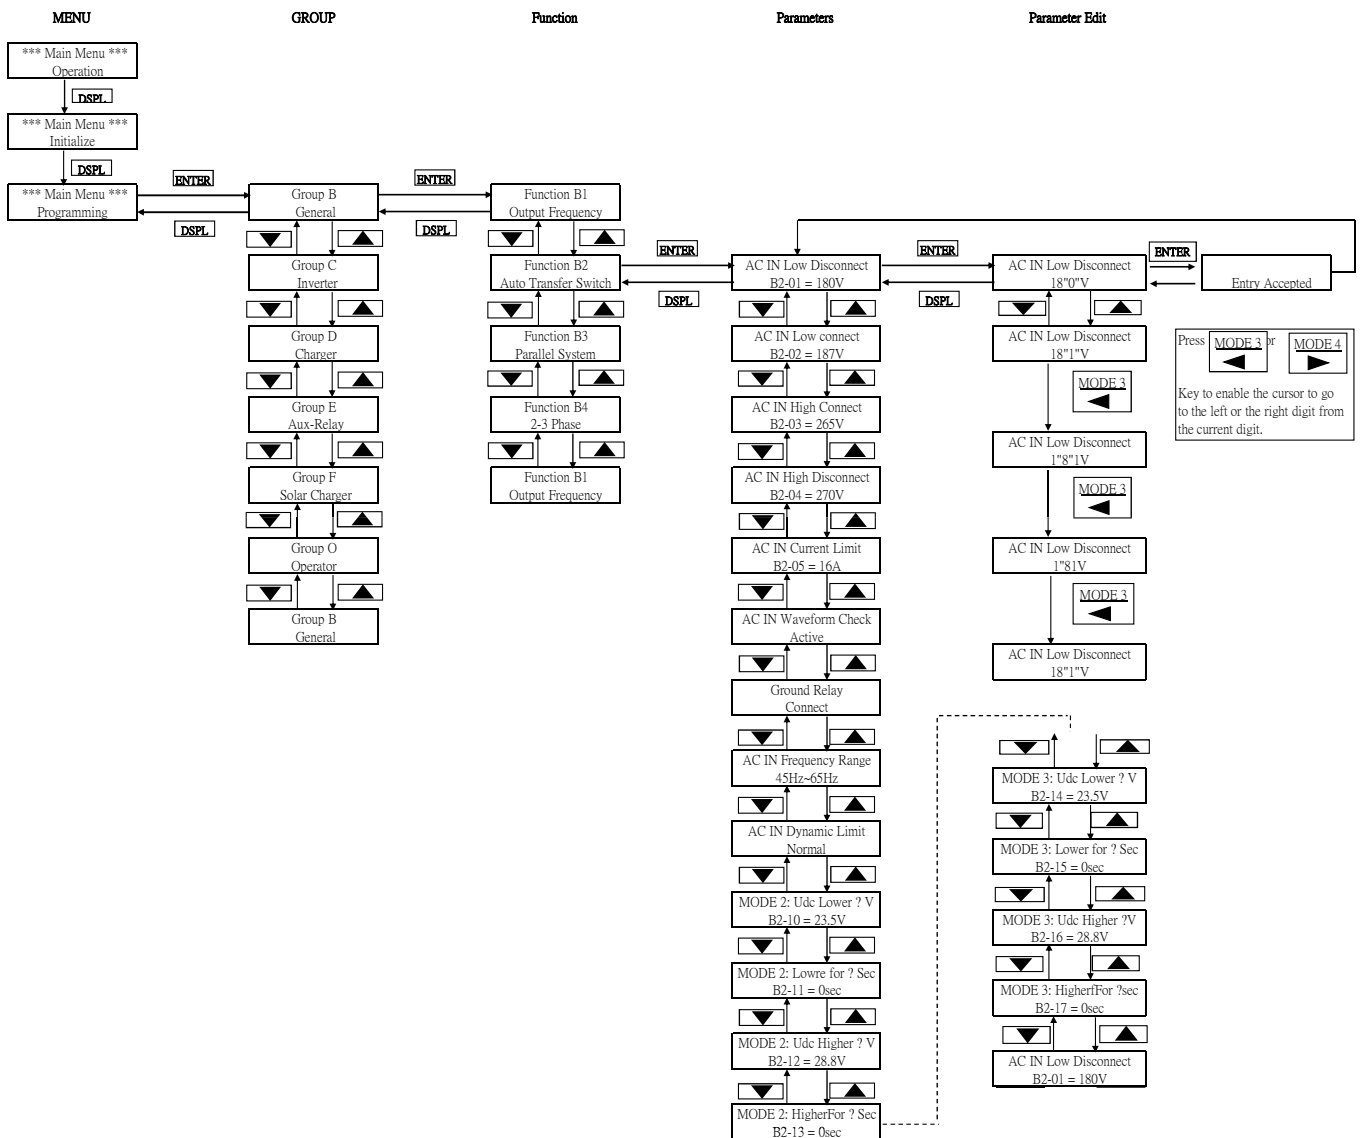 MENU
GROUP
Function
Parameters
Parameter Edit
*** Main Menu ***
Operation
DSPL
*** Main Menu ***
Initialize
DSPL
*** Main Menu ***
Programming
ENTER
DSPL
Group B
General
Group C
Inverter
Group D
Charger
Group E
Aux-Relay
Group F
Solar Charger
Group O
Operator
Group B
General
ENTER
DSPL
Function B1
Output Frequency
Function B2
Auto Transfer Switch
Function B3
Parallel System
Function B4
2-3 Phase
Function B1
Output Frequency
ENTER
DSPL
AC IN Low Disconnect
B2-01 = 180V
AC IN Low connect
B2-02 = 187V
AC IN High Connect
B2-03 = 265V
AC IN High Disconnect
B2-04 = 270V
AC IN Current Limit
B2-05 = 16A
AC IN Waveform Check
Active
Ground Relay
Connect
AC IN Frequency Range
45Hz~65Hz
AC IN Dynamic Limit
Normal
MODE 2: Udc Lower ? V
B2-10 = 23.5V
MODE 2: Lowre for ? Sec
B2-11 = 0sec
MODE 2: Udc Higher ? V
B2-12 = 28.8V
MODE 2: HigherFor ? Sec
B2-13 = 0sec
ENTER
DSPL
AC IN Low Disconnect
18"0"V
AC IN Low Disconnect
18"1"V
MODE 3
AC IN Low Disconnect
1"8"1V
MODE 3
AC IN Low Disconnect
1"81V
MODE 3
AC IN Low Disconnect
18"1"V
MODE 3: Udc Lower ? V
B2-14 = 23.5V
MODE 3: Lower for ? Sec
B2-15 = 0sec
MODE 3: Udc Higher ?V
B2-16 = 28.8V
MODE 3: HigherfFor ?sec
B2-17 = 0sec
AC IN Low Disconnect
B2-01 = 180V
ENTER
Entry Accepted
Press MODE 3 or MODE 4
Key to enable the cursor to go
to the left or the right digit from
the current digit.